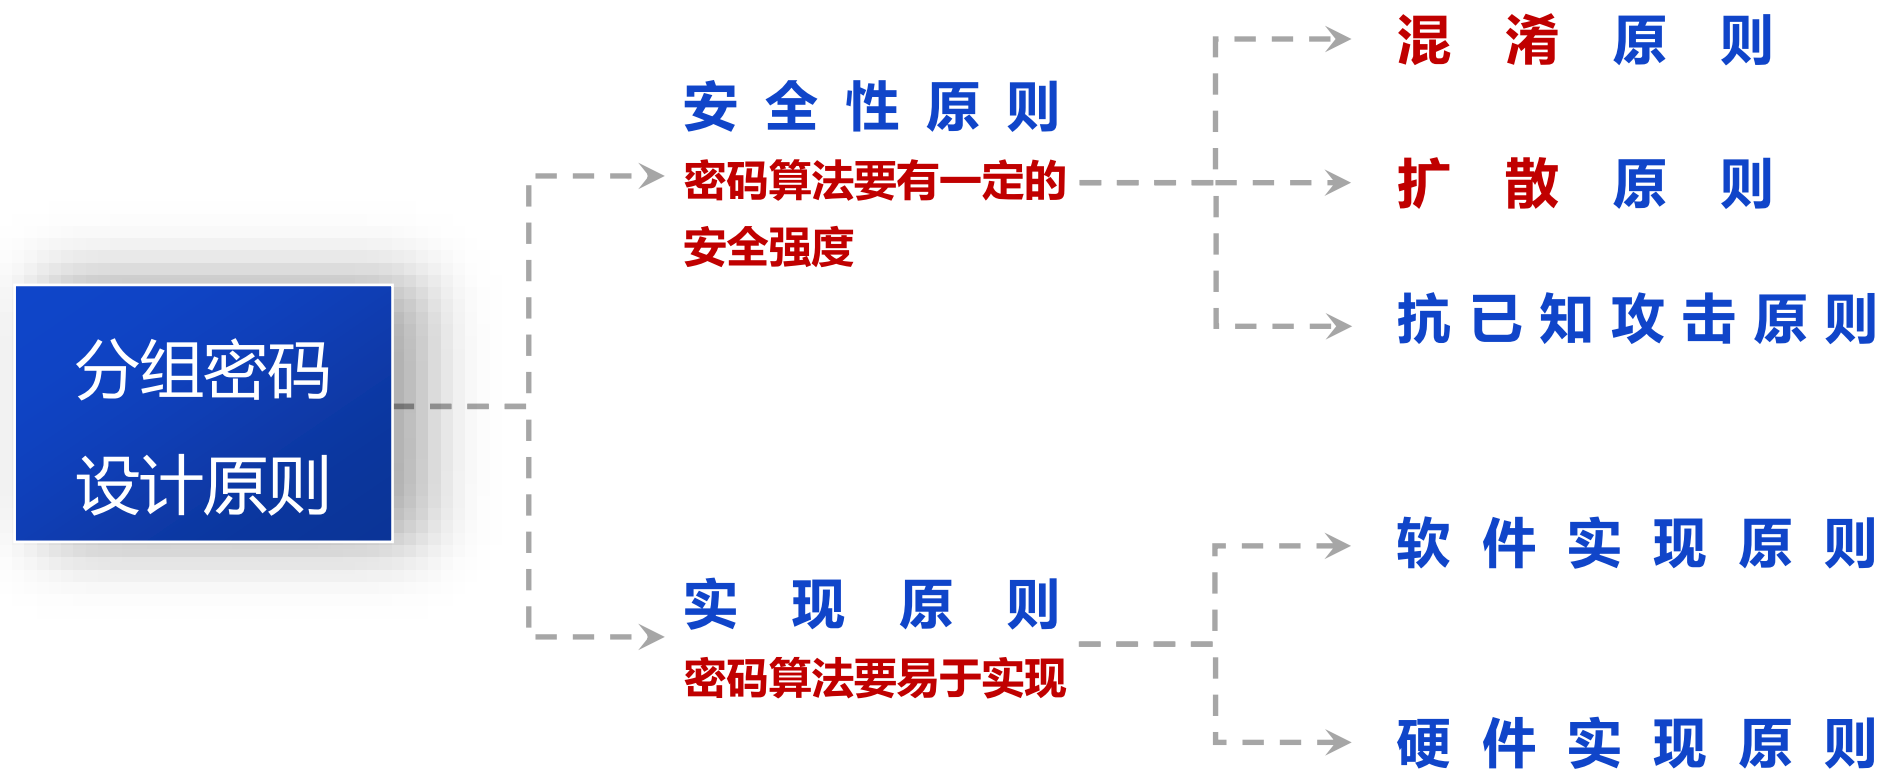 分组密码
设计原则
安全性原则
密码算法要有一定的
安全强度
混淆原则
扩散原则
抗已知攻击原则
实现原则
密码算法要易于实现
软件实现原则
硬件实现原则